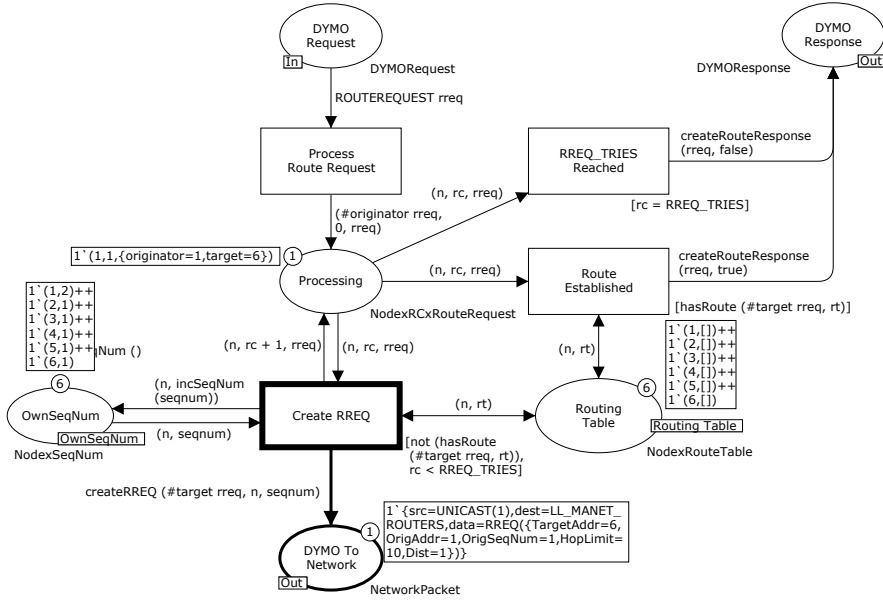 DYMO
Request
In
DYMORequest
DYMO
Response
Out
DYMOResponse
ROUTEREQUEST rreq
Process
Route Request
RREQ_TRIES
Reached
createRouteResponse
(rreq, false)
[rc = RREQ_TRIES]
(n, rc, rreq)
(#originator rreq,
0, rreq)
1`(1,1,{originator=1,target=6})
1
Processing
NodexRCxRouteRequest
(n, rc, rreq)
Route
Established
createRouteResponse
(rreq, true)
[hasRoute (#target rreq, rt)]
1`(1,2)++
1`(2,1)++
1`(3,1)++
1`(4,1)++
1`(5,1)++
1`(6,1)
qNum ()
6
OwnSeqNum
OwnSeqNum
NodexSeqNum
(n, rc + 1, rreq)
(n, rc, rreq)
(n, rt)
1`(1,[])++
1`(2,[])++
1`(3,[])++
1`(4,[])++
1`(5,[])++
1`(6,[])
6
Routing
Table
Routing Table
NodexRouteTable
(n, incSeqNum
(seqnum))
(n, seqnum)
Create RREQ
(n, rt)
[not (hasRoute
(#target rreq, rt)),
rc < RREQ_TRIES]
createRREQ (#target rreq, n, seqnum)
1
DYMO To
Network
Out
NetworkPacket
1`{src=UNICAST(1),dest=LL_MANET_
ROUTERS,data=RREQ({TargetAddr=6,
OrigAddr=1,OrigSeqNum=1,HopLimit=
10,Dist=1})}